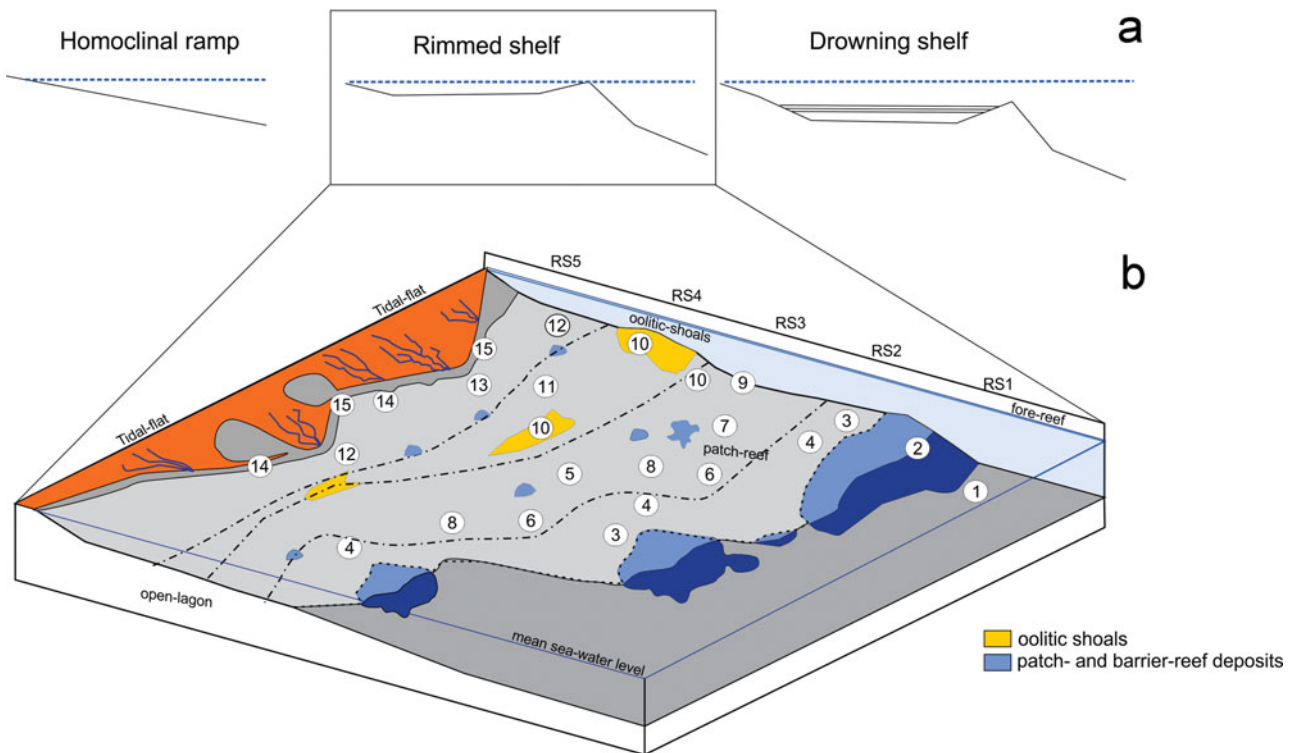 a
Homoclinal ramp
Rimmed shelf
Drowning shelf
b
RS5
RS4
RS3
RS2
RS1
Tidal-flat
oolitic-shoals
fore-reef
12
10
15
3
10
9
13
11
14
7
2
15
4
patch-reef
10
Tidal-flat
12
8
6
14
5
1
4
8
6
3
4
open-lagon
mean sea-water level
oolitic shoals
patch- and barrier-reef deposits